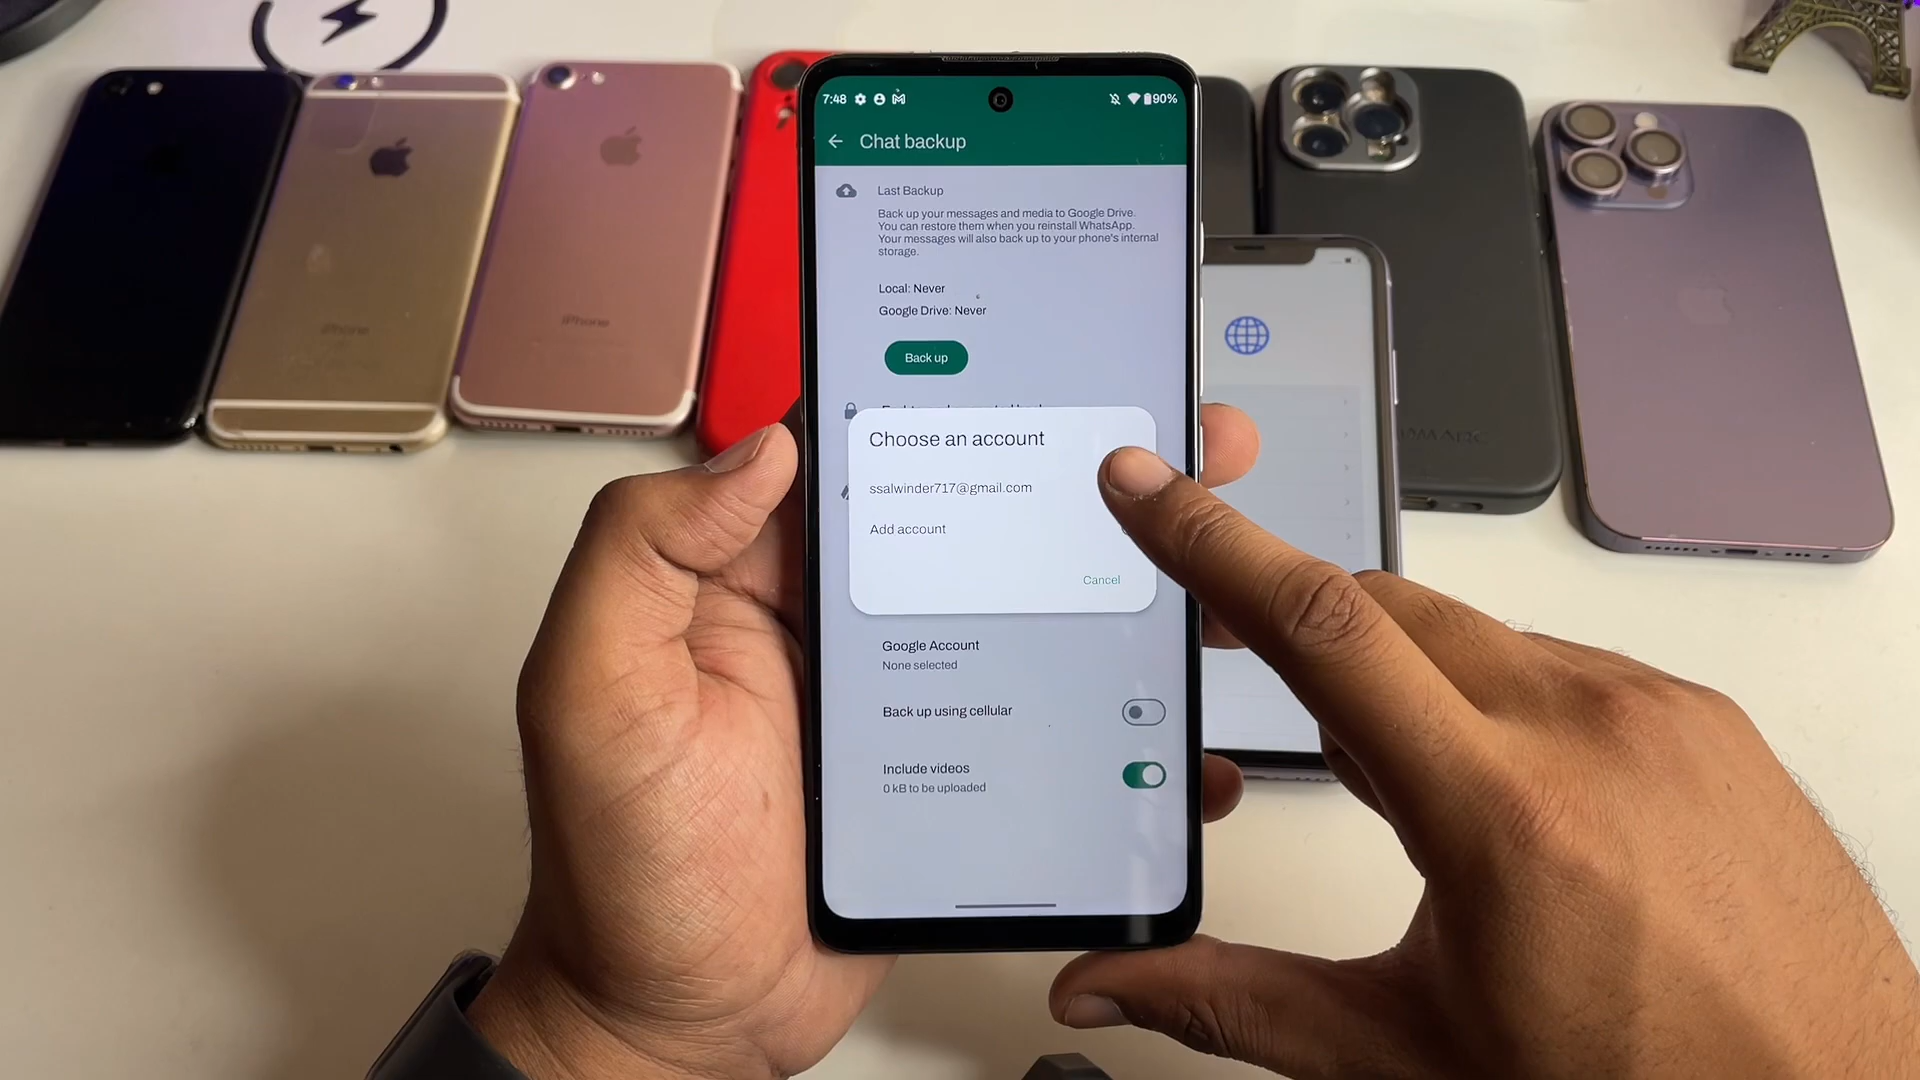 7:48
90%
Chat backup
Last Backup
Back up your messages and media to Google Drive.
You can restore them when you reinstall WhatsApp.
Your messages will also back up to your phone's internal
storage.
Local: Never
Google Drive: Never
Back up
Choose an account
ssalwinder717@gmail.com
Add account
Cancel
Google Account
None selected
Back up using cellular
Include videos
0 kB to be uploaded
iPhone
iPhone